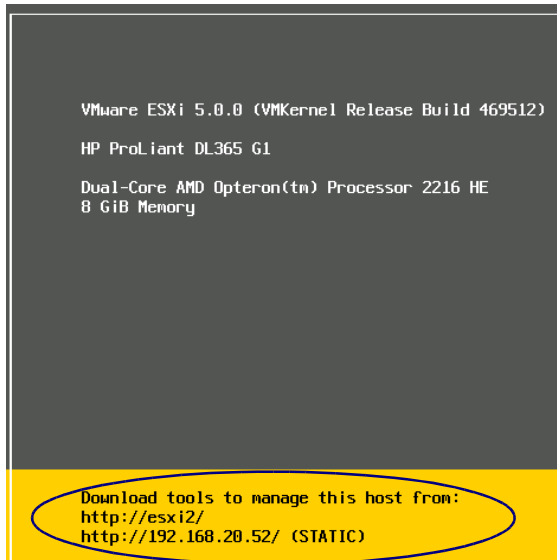 VMware ESXi 5.0.0 (VMKernel Release Build 469512)
HP ProLiant DL365 G1
Dual-Core AMD Opteron(tm) Processor 2216 HE
8 GiB Memory
Download tools to manage this host from:
http://esxi2/
http://192.168.20.52/ (STATIC)